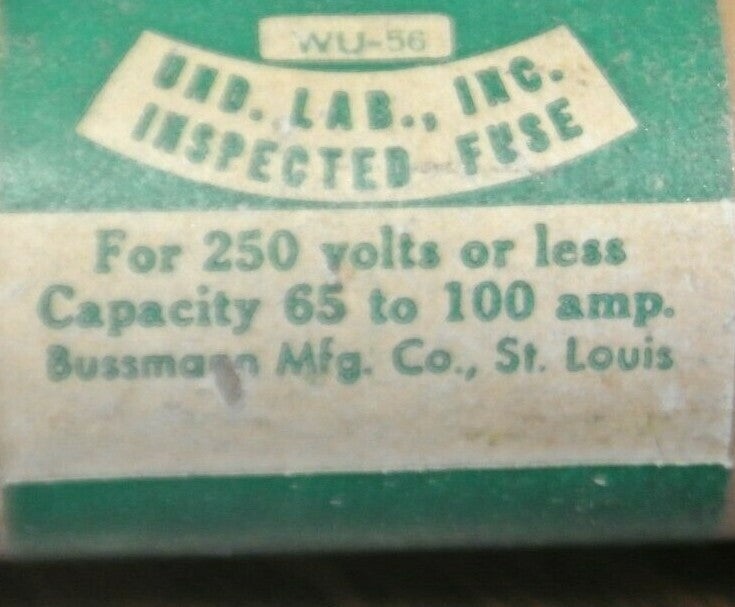 WU-56
UND. LAB., INC.
INSPECTED FUSE
For 250 volts or less
Capacity 65 to 100 amp.
Bussmann Mfg. Co., St. Louis